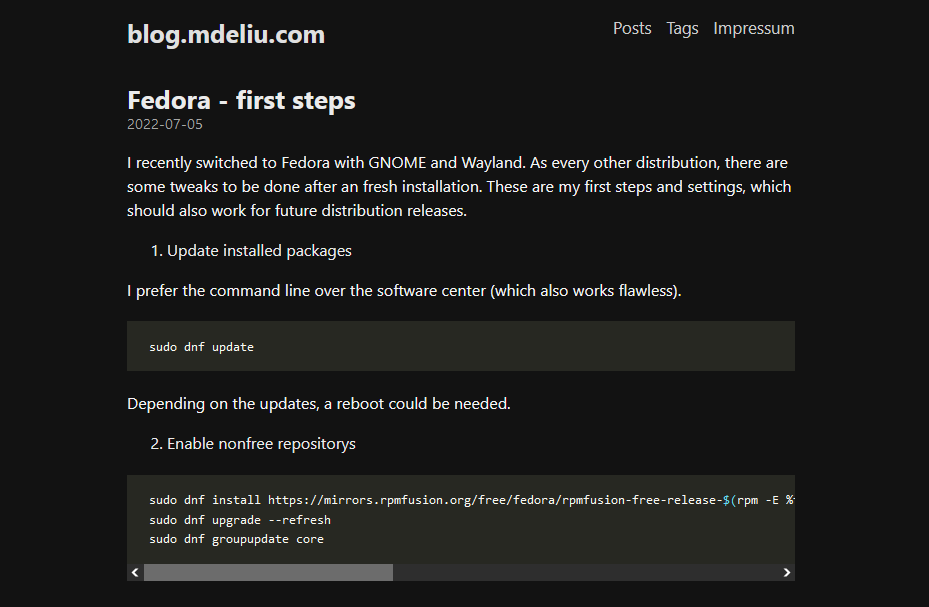 blog.mdeliu.com
Posts Tags Impressum
Fedora - first steps
2022-07-05
I recently switched to Fedora with GNOME and Wayland. As every other distribution, there are
some tweaks to be done after an fresh installation. These are my first steps and settings, which
should also work for future distribution releases.
1. Update installed packages
I prefer the command line over the software center (which also works flawless).
sudo dnf update
Depending on the updates, a reboot could be needed.
2. Enable nonfree repositorys
sudo dnf install https://mirrors.rpmfusion.org/free/fedora/rpmfusion-free-release-$(rpm -E %
sudo dnf upgrade --refresh
sudo dnf groupupdate core